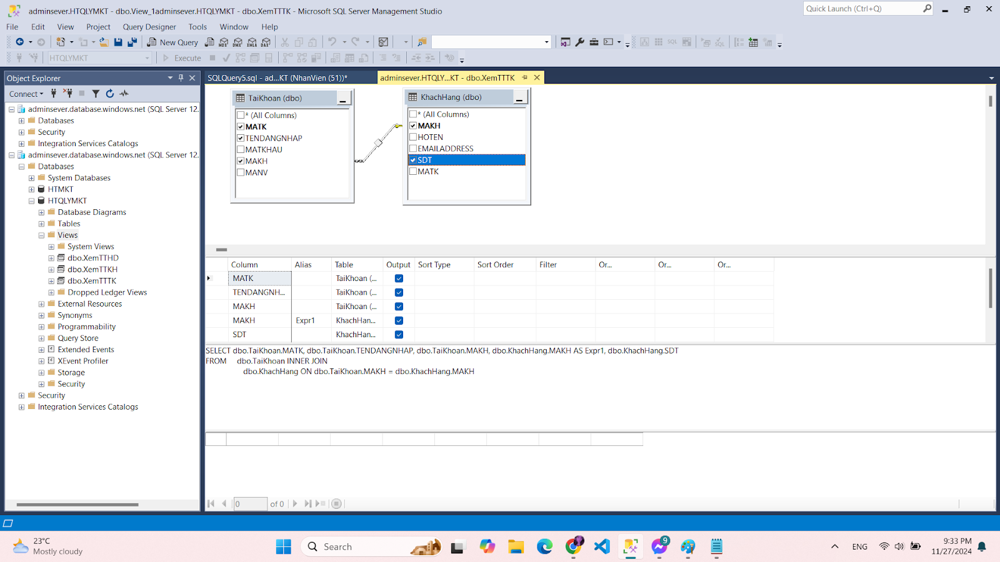 adminsever.HTQLYMKT - dbo.View_1adminsever.HTQLYMKT - dbo.XemTTTK - Microsoft SQL Server Management Studio
Quick Launch (Ctrl+Q)
File Edit View Project Query Designer Tools Window Help
New Query MDX DMX XMLA DAX SQL SQL
HTQLYMKT Execute
Object Explorer
Connect
adminsever.database.windows.net (SQL Server 12.
Databases
Security
Integration Services Catalogs
adminsever.database.windows.net (SQL Server 12.
Databases
System Databases
HTMKT
HTQLYMKT
Database Diagrams
Tables
Views
System Views
dbo.XemTTHD
dbo.XemTTKH
dbo.XemTTTK
Dropped Ledger Views
External Resources
Synonyms
Programmability
Query Store
Extended Events
XEvent Profiler
Storage
Security
Security
Integration Services Catalogs
SQLQuery5.sql - ad...KT (NhanVien (51))*
adminsever.HTQLY...KT - dbo.XemTTTK
TaiKhoan (dbo)
* (All Columns)
MATK
TENDANGNHAP
MATKHAU
MAKH
MANV
KhachHang (dbo)
* (All Columns)
MAKH
HOTEN
EMAILADDRESS
SDT
MATK
Column Alias Table Output Sort Type Sort Order Filter Or... Or... Or...
MATK TaiKhoan (...
TENDANGNH... TaiKhoan (...
MAKH TaiKhoan (...
MAKH Expr1 KhachHan...
SDT KhachHan...
SELECT dbo.TaiKhoan.MATK, dbo.TaiKhoan.TENDANGNHAP, dbo.TaiKhoan.MAKH, dbo.KhachHang.MAKH AS Expr1, dbo.KhachHang.SDT
FROM dbo.TaiKhoan INNER JOIN
dbo.KhachHang ON dbo.TaiKhoan.MAKH = dbo.KhachHang.MAKH
0 of 0
23°C
Mostly cloudy
Search
9
ENG
9:33 PM
11/27/2024